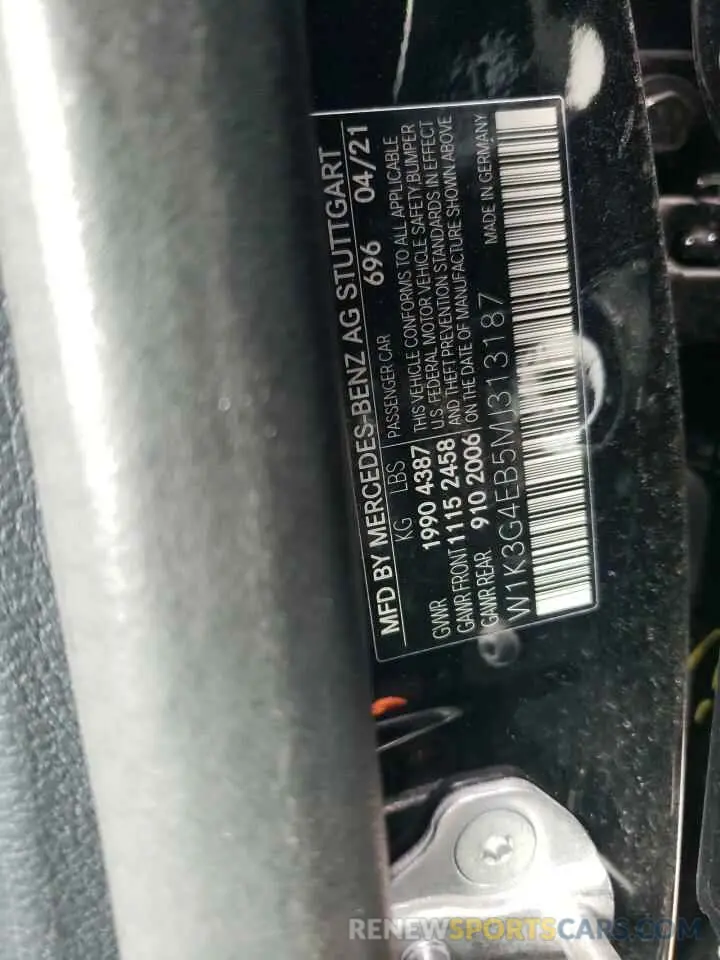 MFD BY MERCEDES-BENZ AG STUTTGART
696 04/21
KG LBS PASSENGER CAR
GVWR 1990 4387
GAWR FRONT 1115 2458
GAWR REAR 910 2006
THIS VEHICLE CONFORMS TO ALL APPLICABLE
U.S. FEDERAL MOTOR VEHICLE SAFETY, BUMPER
AND THEFT PREVENTION STANDARDS IN EFFECT
ON THE DATE OF MANUFACTURE SHOWN ABOVE
W1K3G4EB5MJ313187 MADE IN GERMANY
RENEWSPORTSCARS.COM